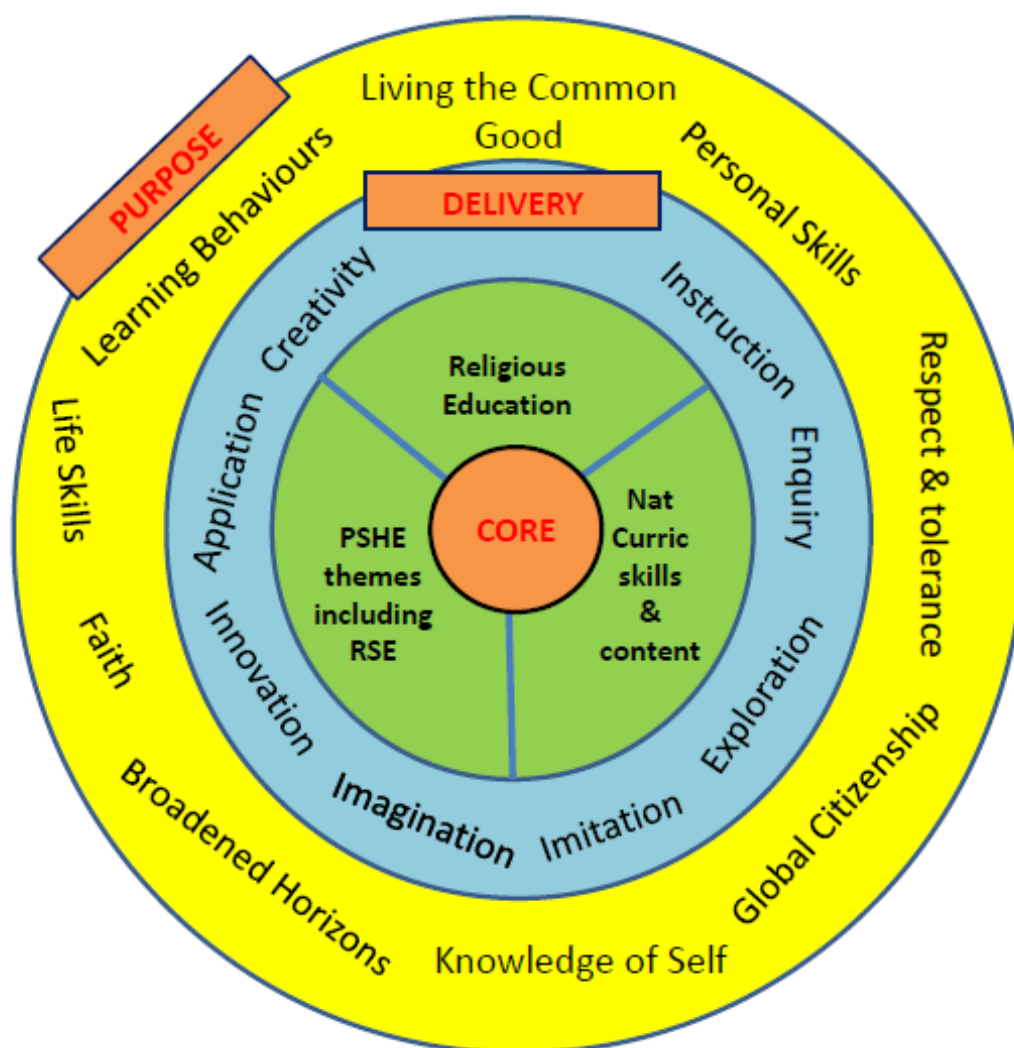 PURPOSE
Living the Common
Good
Personal Skills
Respect & tolerance
Global Citizenship
Knowledge of Self
Broadened Horizons
Faith
Life Skills
Learning Behaviours
DELIVERY
Instruction
Enquiry
Exploration
Imitation
Imagination
Innovation
Application
Creativity
Religious
Education
Nat
Curric
skills
&
content
PSHE
themes
including
RSE
CORE